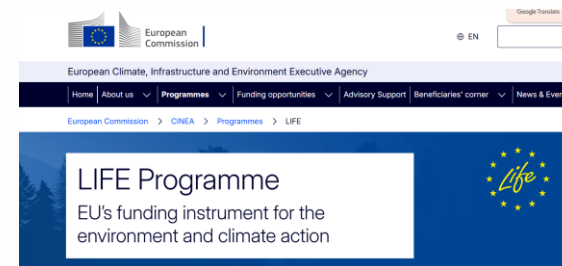 Google Translate
European
Commission
EN
European Climate, Infrastructure and Environment Executive
Agency
Home About us Programmes Funding opportunities Advisory Support Beneficiaries' corner News &
European Commission > CINEA > Programmes > LIFE
LIFE Programme
EU's funding instrument for the
environment and climate action
Life